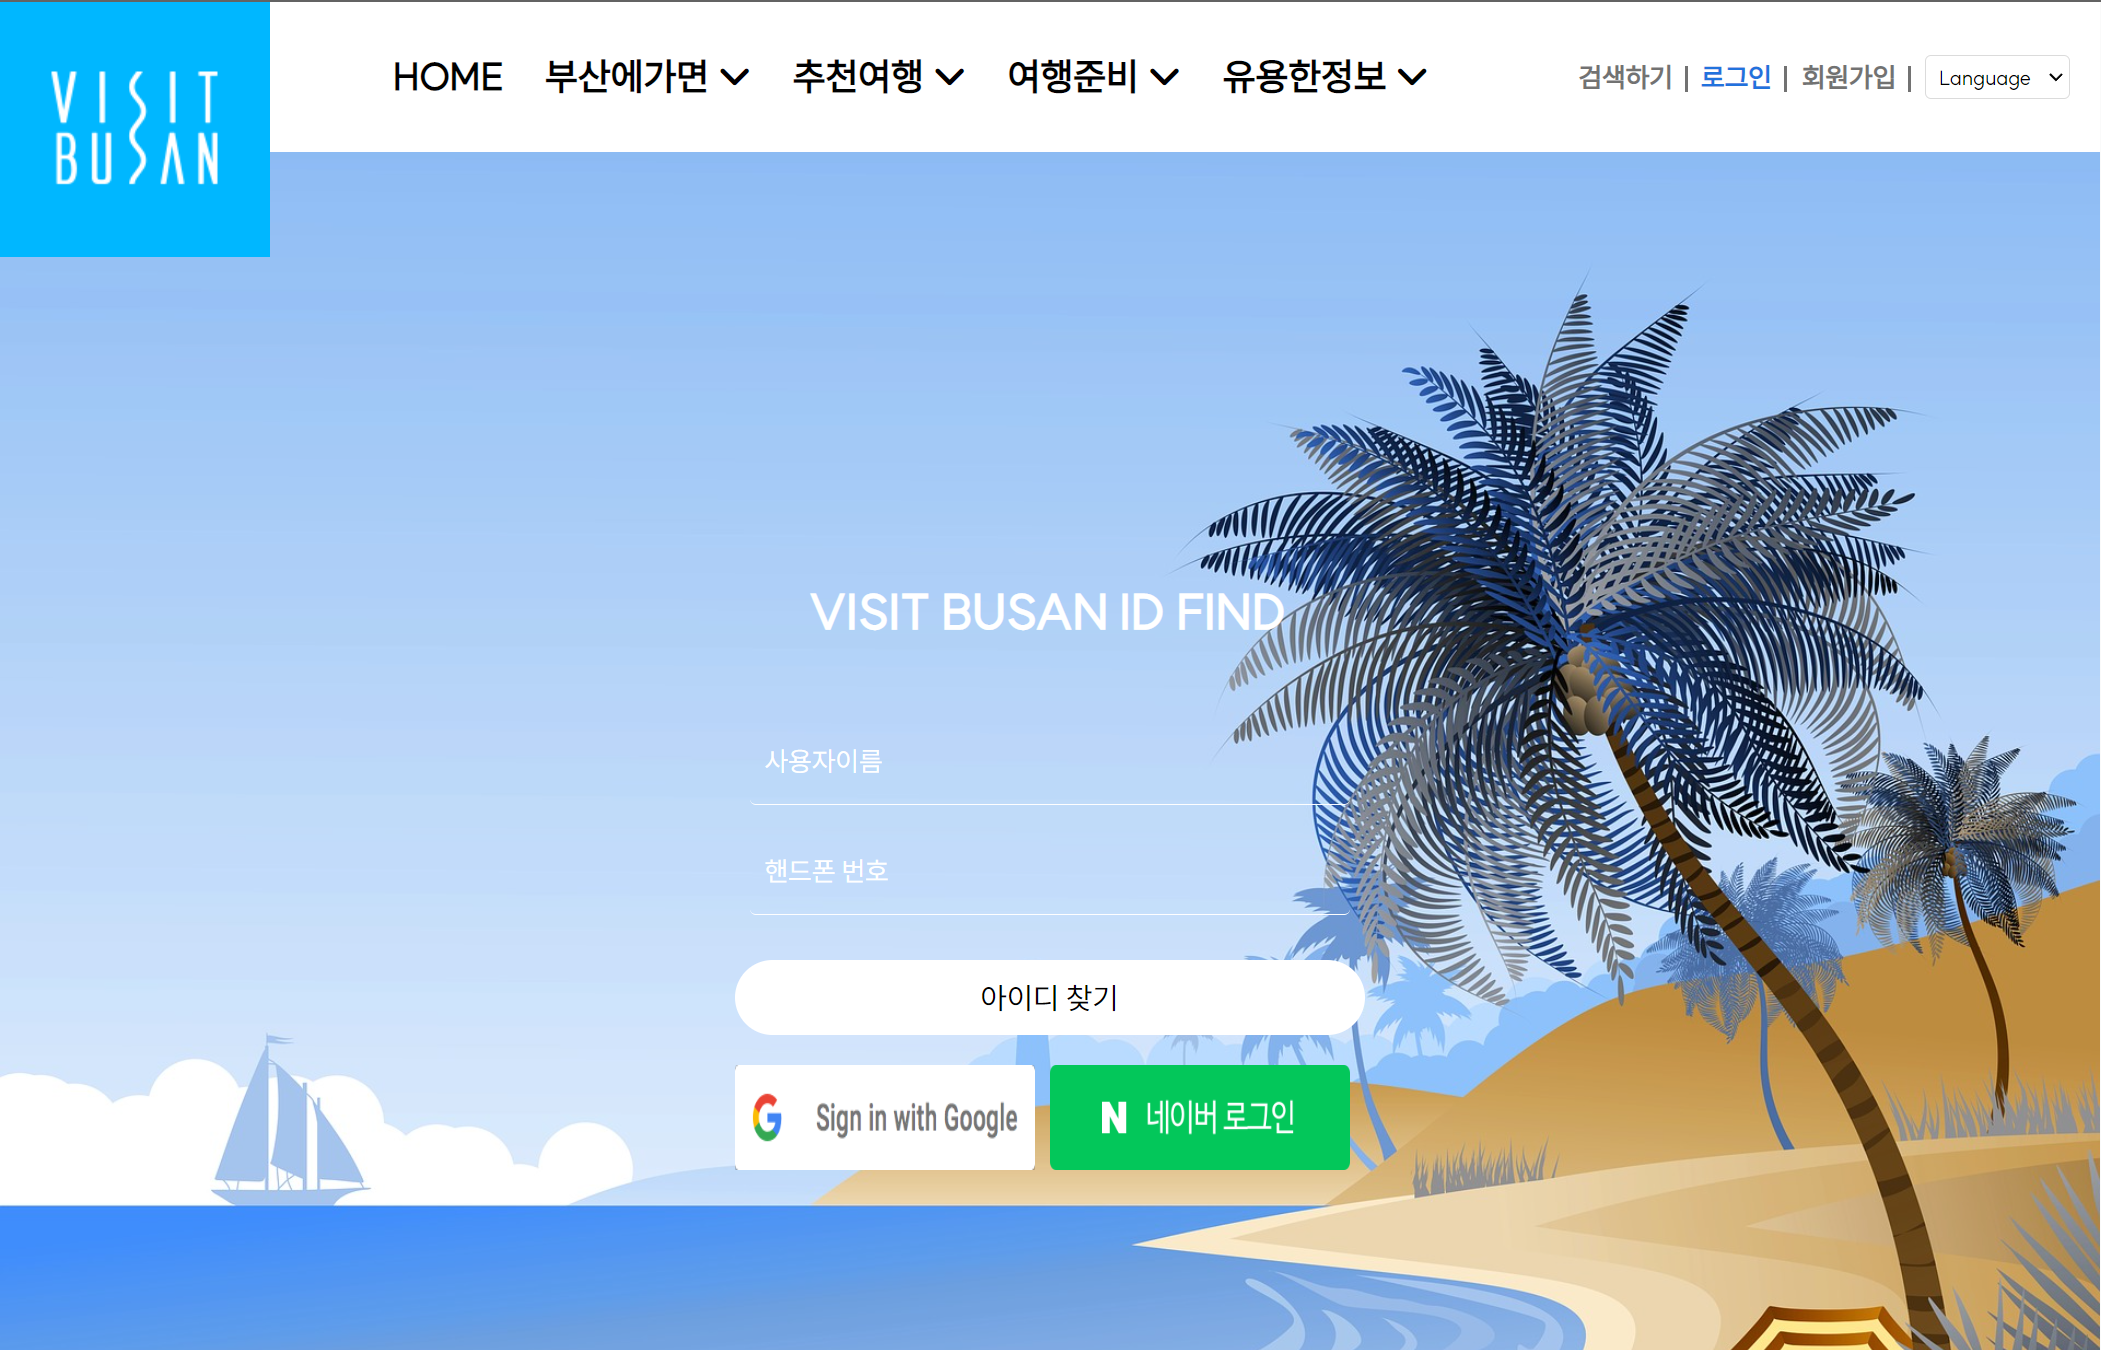 VISIT
BUSAN
HOME 부산에가면 추천여행 여행준비 유용한정보 검색하기 | 로그인 | 회원가입 | Language
VISIT BUSAN ID FIND
사용자이름
핸드폰 번호
아이디 찾기
G Sign in with Google N 네이버 로그인